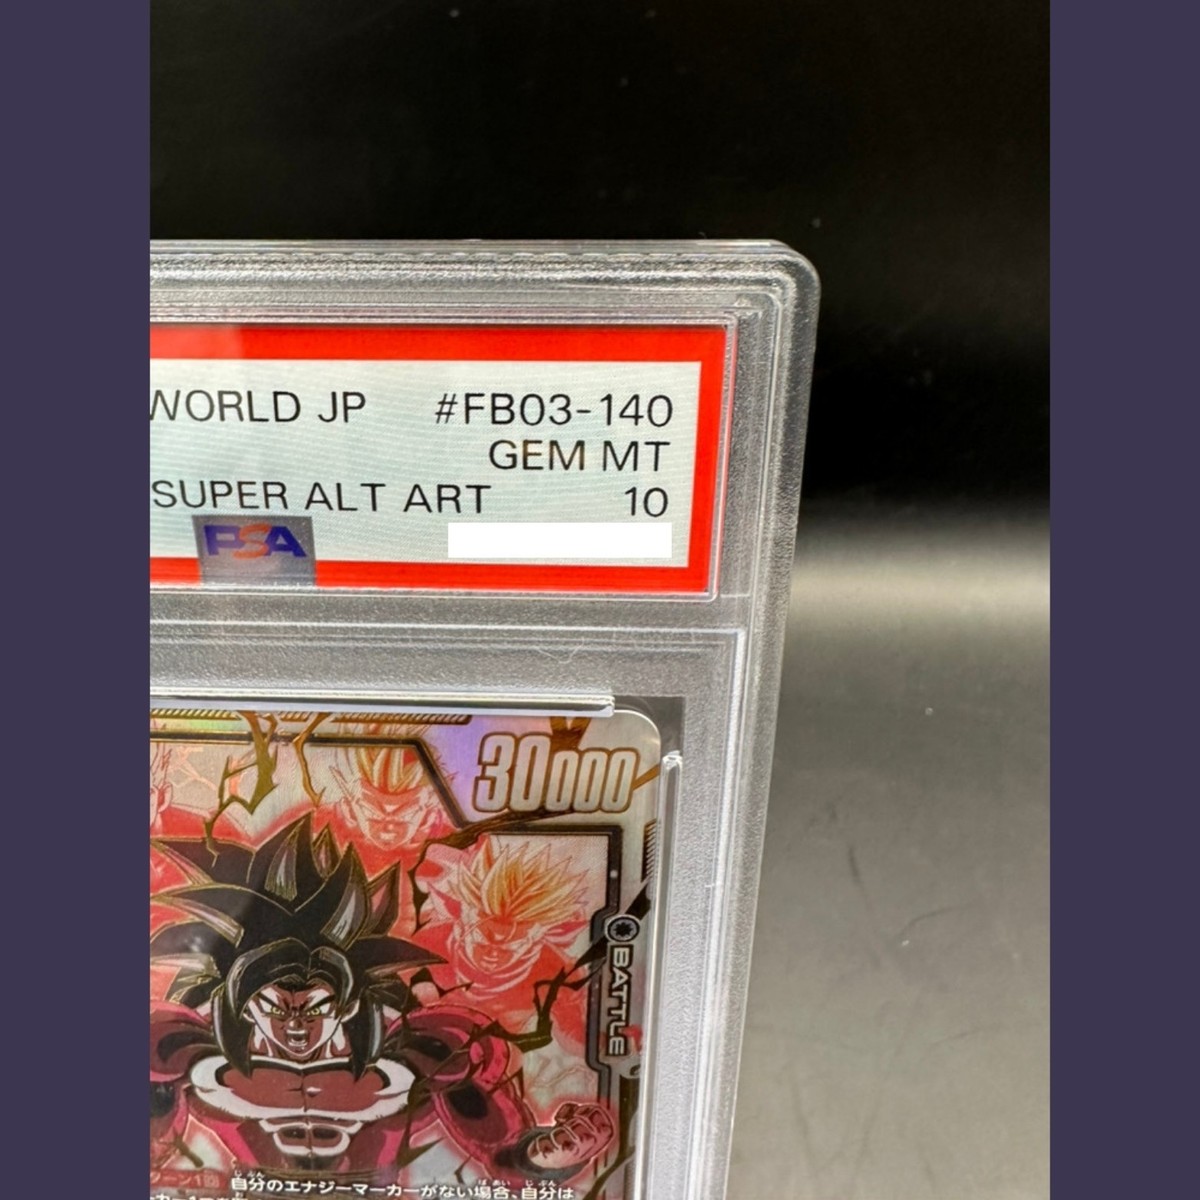 WORLD JP #FB03-140
GEM MT
SUPER ALT ART 10
PSA
30000
BATTLE
自分のエナジーマーカーがない場合、自分は